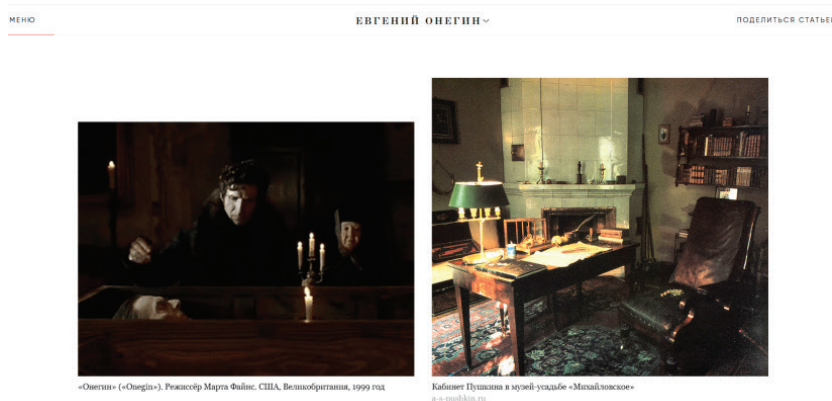 МЕНЮ
ЕВГЕНИЙ ОНЕГИН
ПОДЕЛИТЬСЯ СТАТЬЕЙ
«Онегин» («Onegin»). Режиссёр Марта Файнс. США, Великобритания, 1999 год
Кабинет Пушкина в музей-усадьбе «Михайловское»
a-s-pushkin.ru